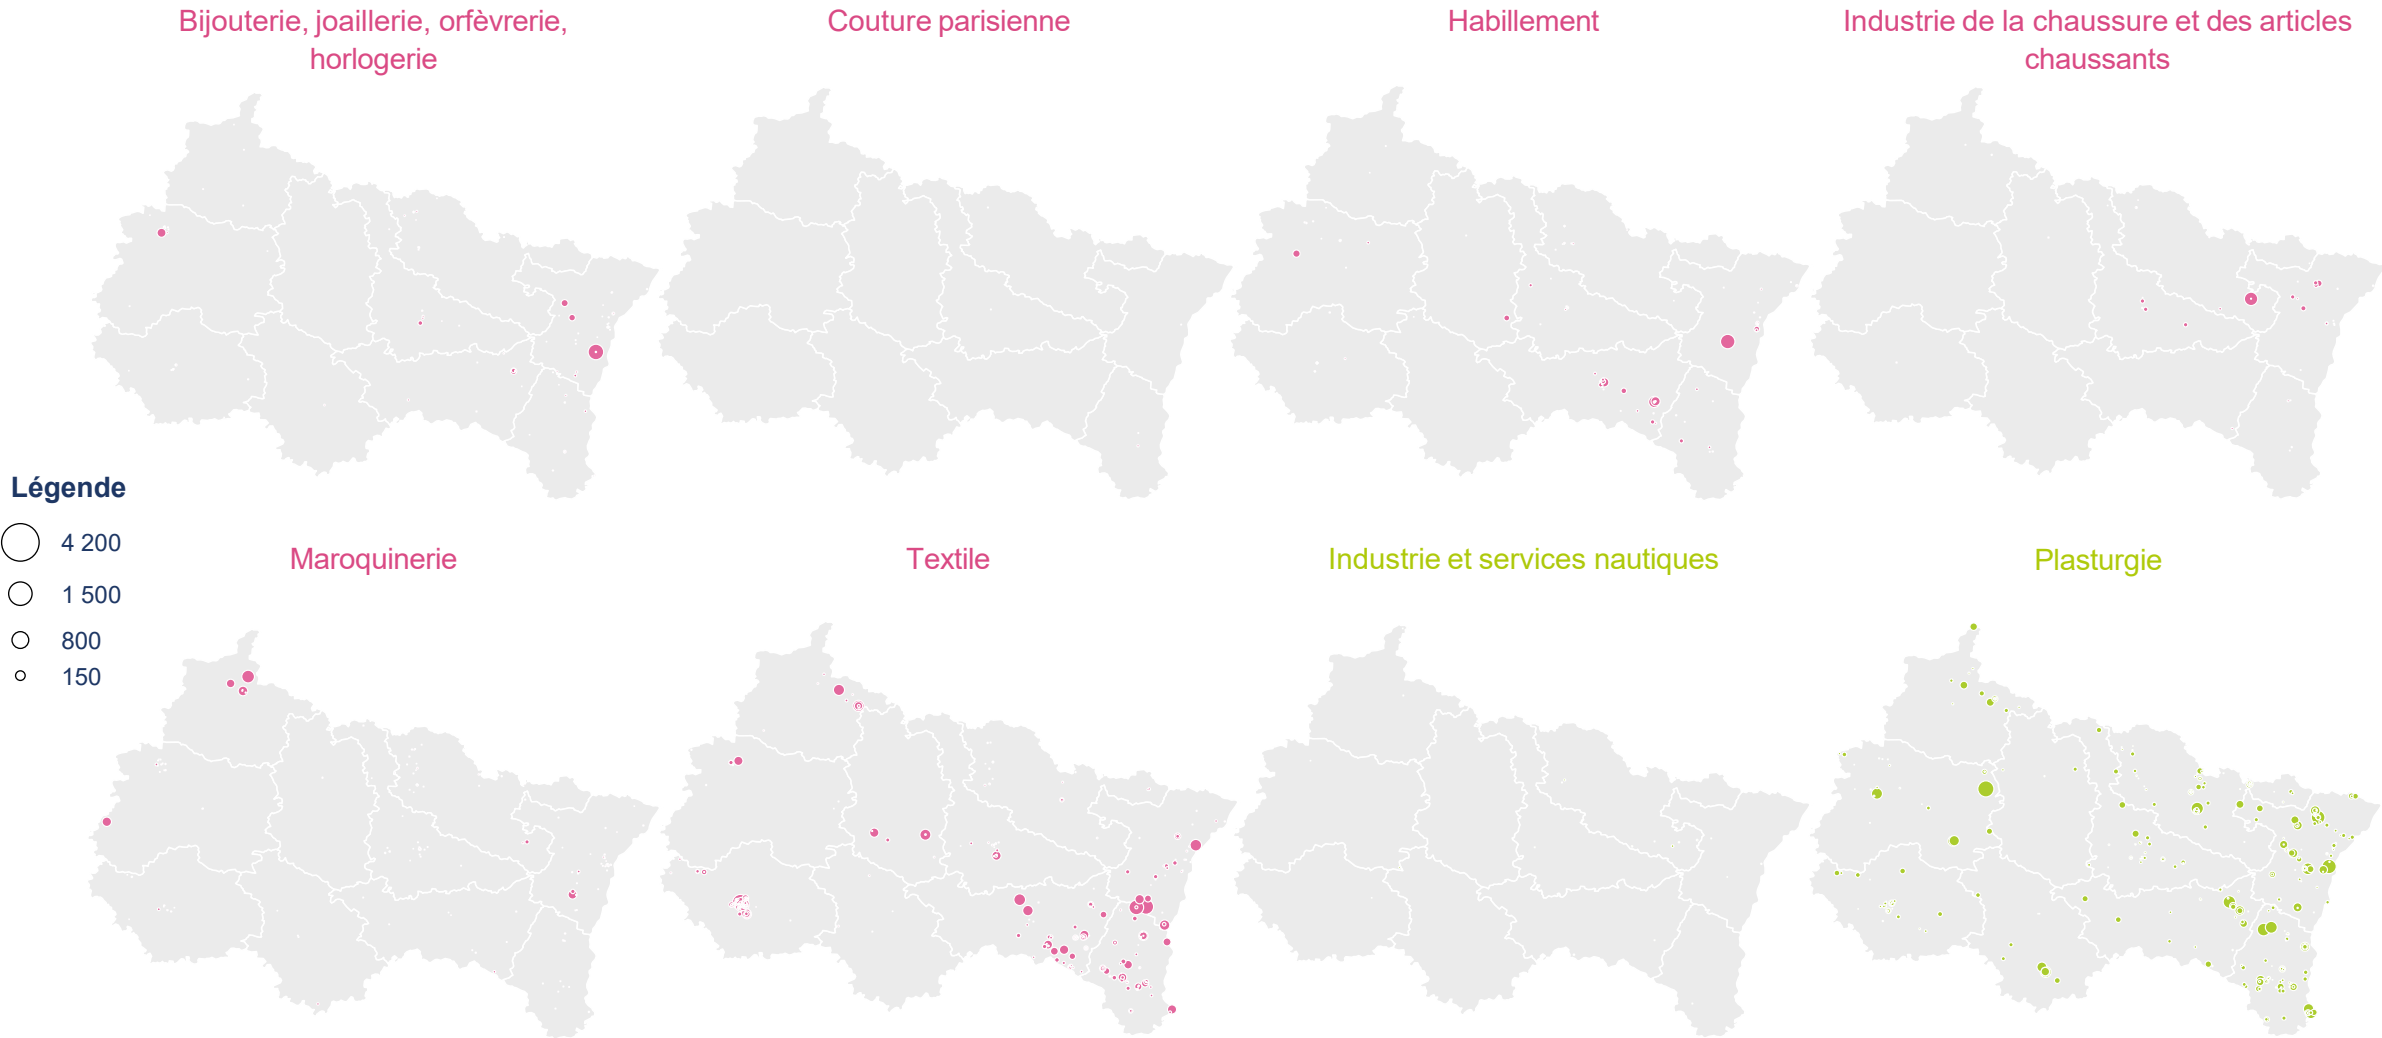 Bijouterie, joaillerie, orfèvrerie,
horlogerie
Couture parisienne
Habillement
Industrie de la chaussure et des articles
chaussants
Légende
4 200
1 500
800
150
Maroquinerie
Textile
Industrie et services nautiques
Plasturgie